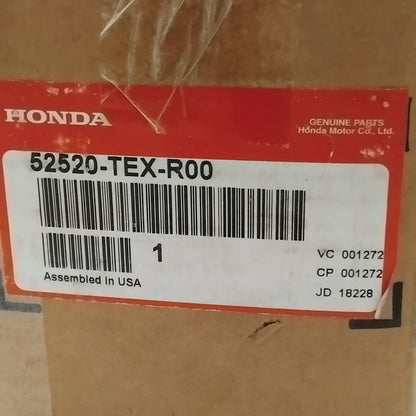 HONDA
GENUINE PARTS
Honda Motor Co., Ltd.
52520-TEX-R00
1
Assembled in USA
VC 001272
CP 001272
JD 18228